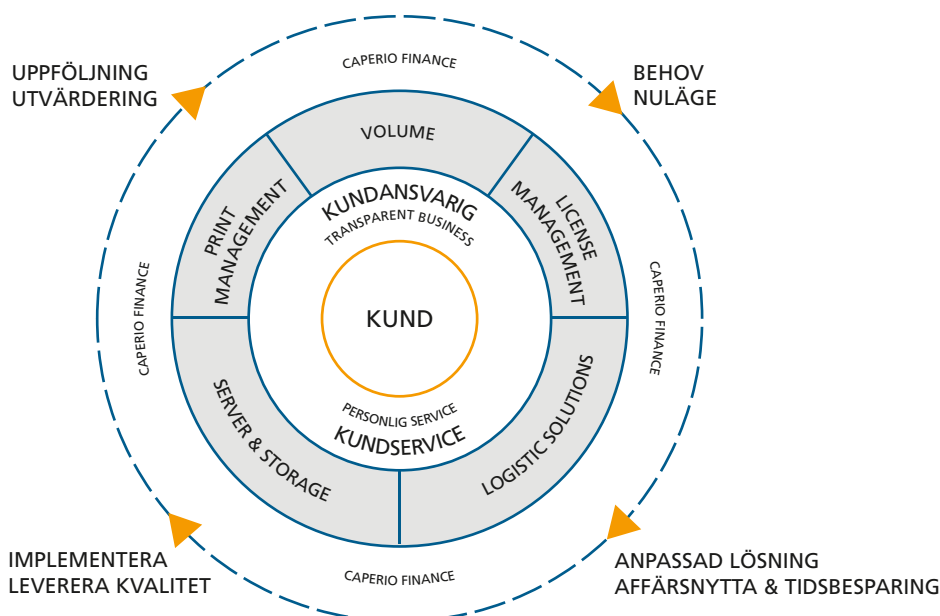 CAPERIO FINANCE
UPPFÖLJNING
UTVÄRDERING
BEHOV
NULÄGE
VOLUME
PRINT
MANAGEMENT
LICENSE
MANAGEMENT
KUNDANSVARIG
TRANSPARENT BUSINESS
CAPERIO FINANCE
KUND
CAPERIO FINANCE
PERSONLIG SERVICE
KUNDSERVICE
SERVER & STORAGE
LOGISTIC SOLUTIONS
IMPLEMENTERA
LEVERERA KVALITET
CAPERIO FINANCE
ANPASSAD LÖSNING
AFFÄRSNYTTA & TIDSBESPARING